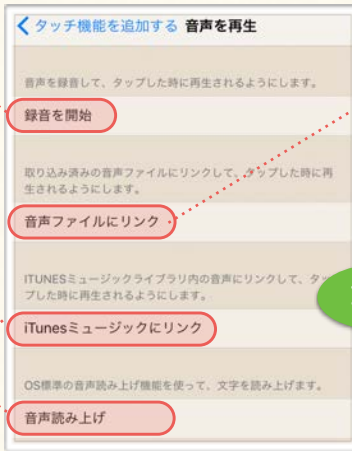 タッチ機能を追加する 音声を再生
音声を録音して、タップした時に再生されるようにします。
録音を開始
取り込み済みの音声ファイルにリンクして、タップした時に再
生されるようにします。
音声ファイルにリンク
ITUNESミュージックライブラリ内の音声にリンクして、タッ
プした時に再生されるようにします。
iTunesミュージックにリンク
OS標準の音声読み上げ機能を使って、文字を読み上げます。
音声読み上げ